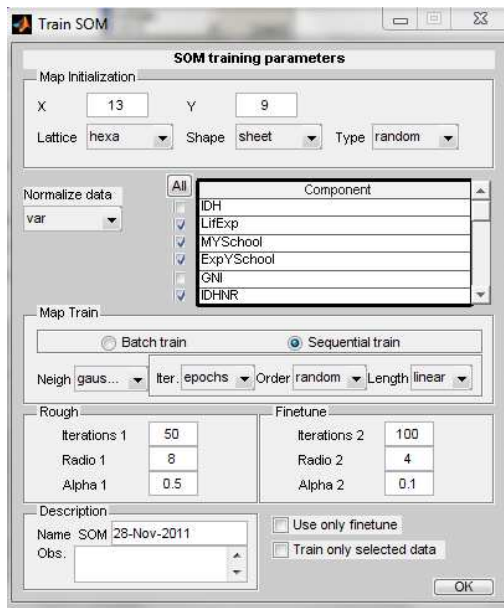 Train SOM
SOM training parameters
Map Initialization
X 13 Y 9
Lattice hexa Shape sheet Type random
Normalize data
var
All Component
IDH
LifExp
MYSchool
ExpYSchool
GNI
IDHNR
Map Train
Batch train Sequential train
Neigh gaus... Iter. epochs Order random Length linear
Rough
Iterations 1 50
Radio 1 8
Alpha 1 0.5
Finetune
Iterations 2 100
Radio 2 4
Alpha 2 0.1
Description
Name SOM 28-Nov-2011
Obs.
Use only finetune
Train only selected data
OK